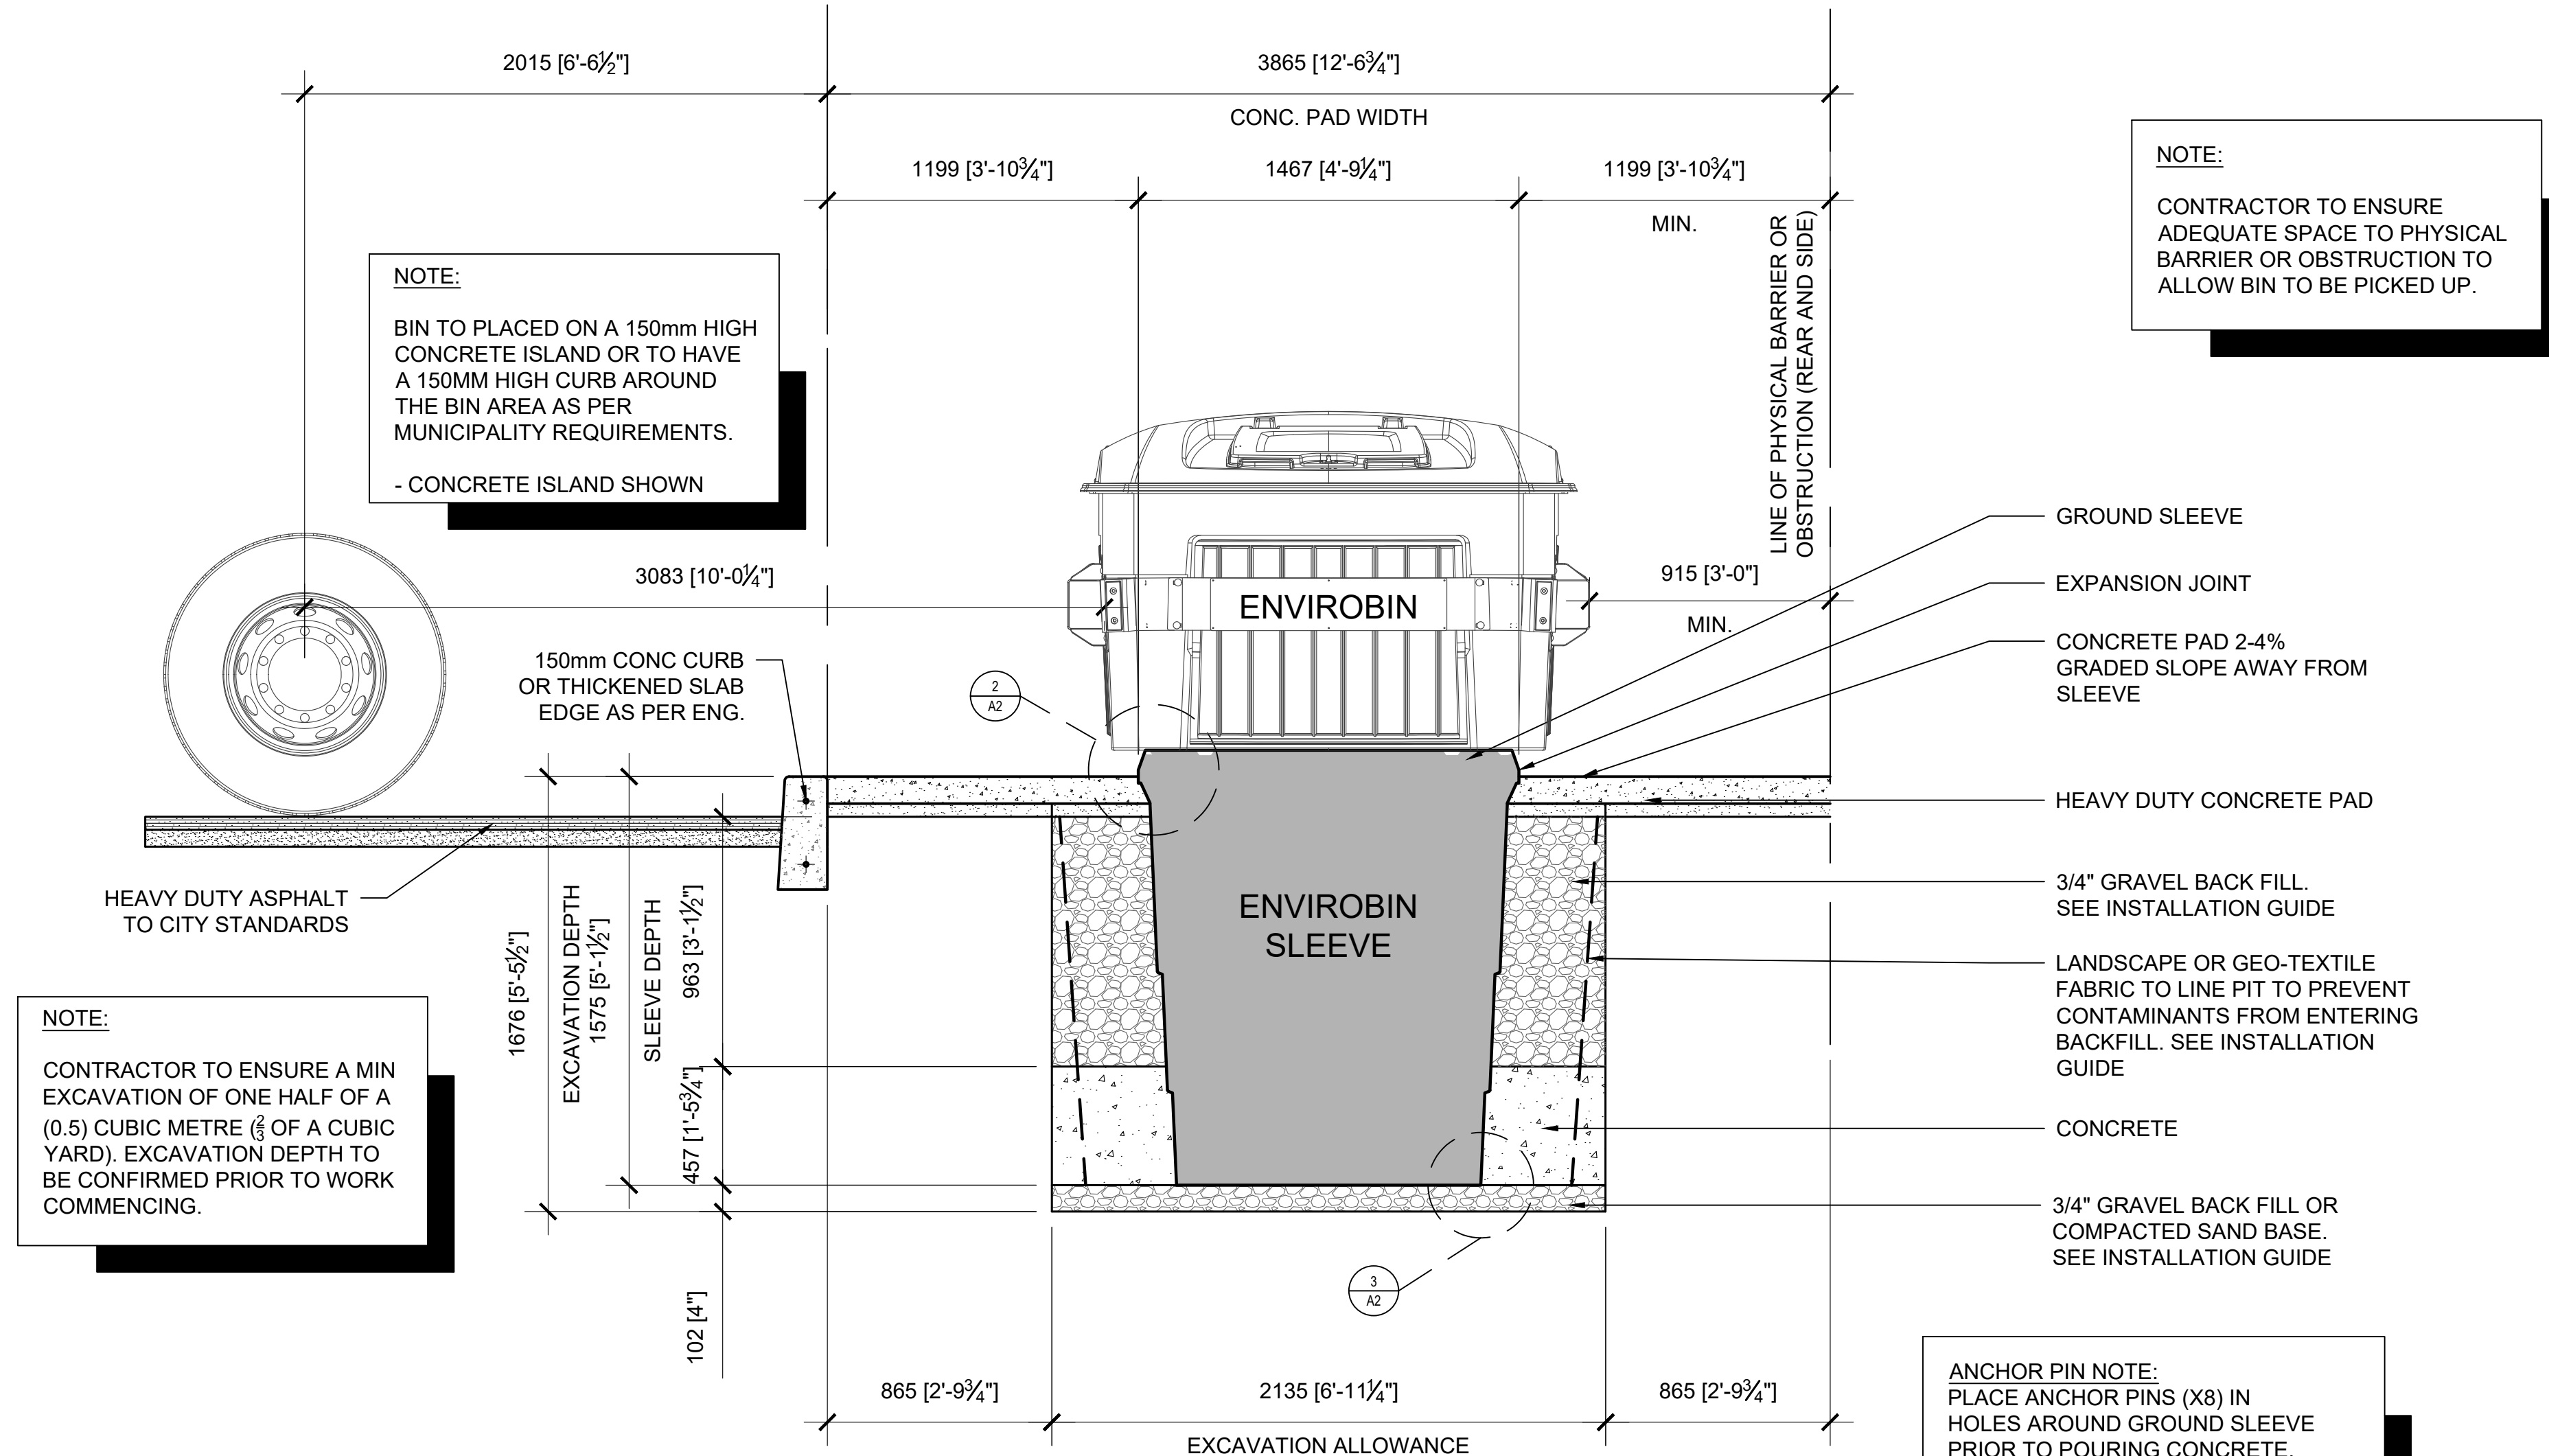 2015 [6'-6½"]
3865 [12'-6¾"]
CONC. PAD WIDTH
1199 [3'-10¾"]
1467 [4'-9¼"]
1199 [3'-10¾"]
MIN.
LINE OF PHYSICAL BARRIER OR
OBSTRUCTION (REAR AND SIDE)
NOTE:
CONTRACTOR TO ENSURE
ADEQUATE SPACE TO PHYSICAL
BARRIER OR OBSTRUCTION TO
ALLOW BIN TO BE PICKED UP.
NOTE:
BIN TO PLACED ON A 150mm HIGH
CONCRETE ISLAND OR TO HAVE
A 150MM HIGH CURB AROUND
THE BIN AREA AS PER
MUNICIPALITY REQUIREMENTS.
- CONCRETE ISLAND SHOWN
3083 [10'-0¼"]
915 [3'-0"]
MIN.
ENVIROBIN
150mm CONC CURB
OR THICKENED SLAB
EDGE AS PER ENG.
2
A2
GROUND SLEEVE
EXPANSION JOINT
CONCRETE PAD 2-4%
GRADED SLOPE AWAY FROM
SLEEVE
HEAVY DUTY CONCRETE PAD
3/4" GRAVEL BACK FILL.
SEE INSTALLATION GUIDE
LANDSCAPE OR GEO-TEXTILE
FABRIC TO LINE PIT TO PREVENT
CONTAMINANTS FROM ENTERING
BACKFILL. SEE INSTALLATION
GUIDE
CONCRETE
3/4" GRAVEL BACK FILL OR
COMPACTED SAND BASE.
SEE INSTALLATION GUIDE
HEAVY DUTY ASPHALT
TO CITY STANDARDS
1676 [5'-5½"]
EXCAVATION DEPTH
1575 [5'-1½"]
SLEEVE DEPTH
963 [3'-1½"]
457 [1'-5¾"]
102 [4"]
ENVIROBIN
SLEEVE
NOTE:
CONTRACTOR TO ENSURE A MIN
EXCAVATION OF ONE HALF OF A
(0.5) CUBIC METRE (⅔ OF A CUBIC
YARD). EXCAVATION DEPTH TO
BE CONFIRMED PRIOR TO WORK
COMMENCING.
3
A2
865 [2'-9¾"]
2135 [6'-11¼"]
865 [2'-9¾"]
EXCAVATION ALLOWANCE
ANCHOR PIN NOTE:
PLACE ANCHOR PINS (X8) IN
HOLES AROUND GROUND SLEEVE
PRIOR TO POURING CONCRETE.